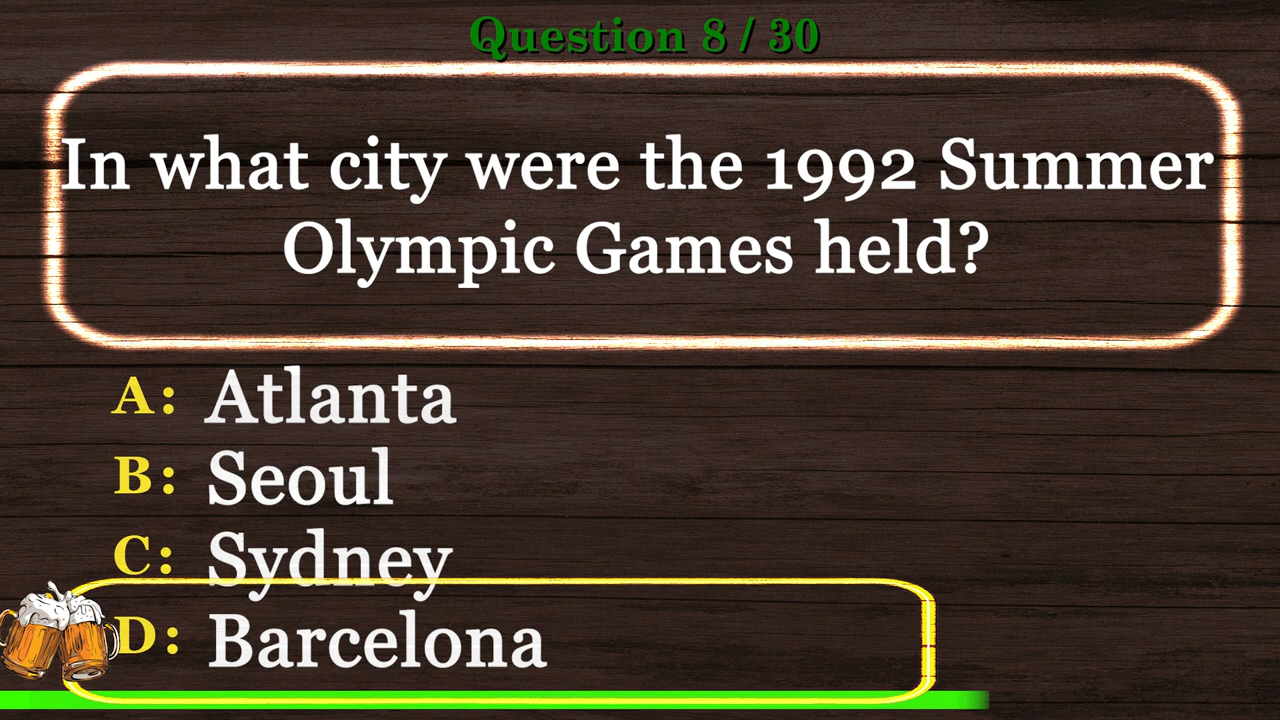 Question 8 / 30
In what city were the 1992 Summer
Olympic Games held?
A: Atlanta
B: Seoul
C: Sydney
D: Barcelona